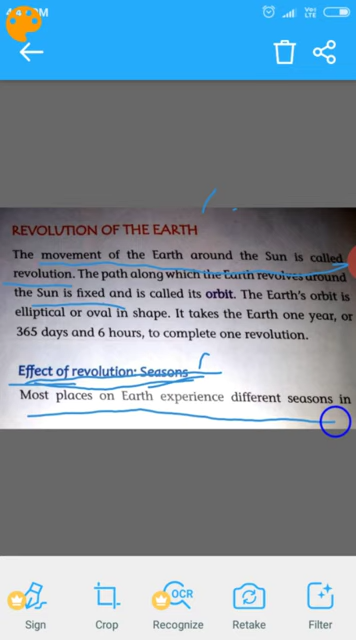 REVOLUTION OF THE EARTH
The movement of the Earth around the Sun is called
revolution. The path along which the Earth revolves around
the Sun is fixed and is called its orbit. The Earth's orbit is
elliptical or oval in shape. It takes the Earth one year, or
365 days and 6 hours, to complete one revolution.
Effect of revolution: Seasons
Most places on Earth experience different seasons in
OCR
Sign Crop Recognize Retake Filter